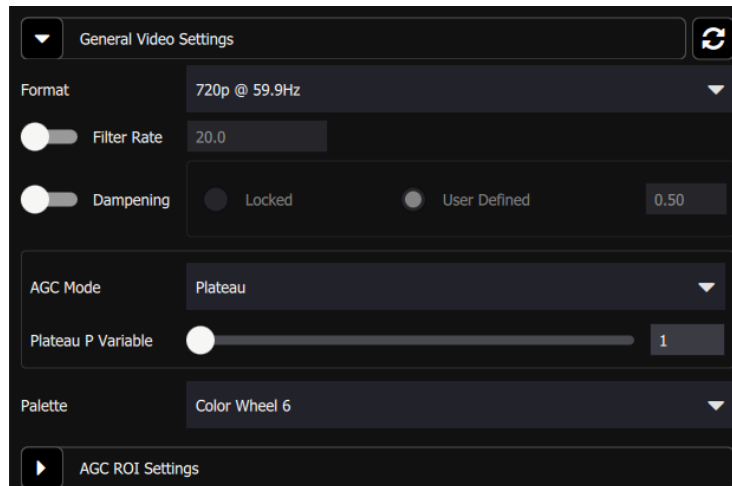 General Video Settings
Format 720p @ 59.9Hz
Filter Rate 20.0
Dampening Locked User Defined 0.50
AGC Mode Plateau
Plateau P Variable 1
Palette Color Wheel 6
AGC ROI Settings